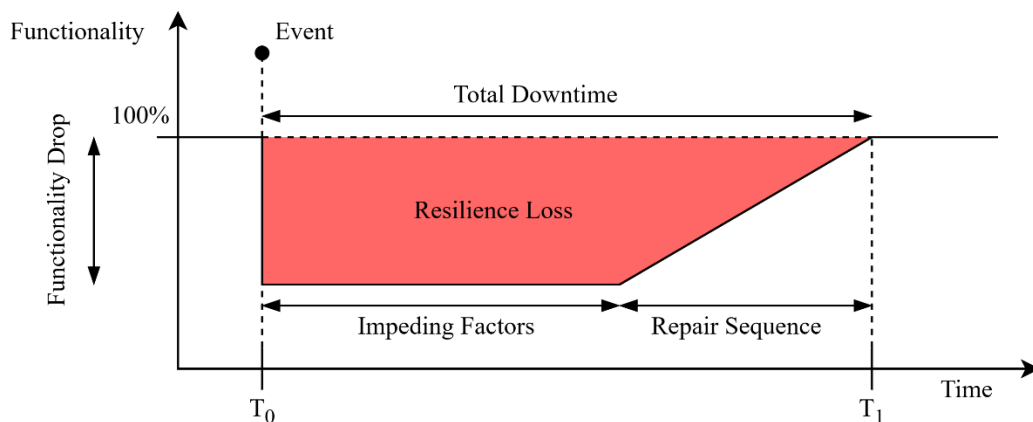 Functionality
Event
Total Downtime
100%
Functionality Drop
Resilience Loss
Impeding Factors
Repair Sequence
Time
T₀
T₁